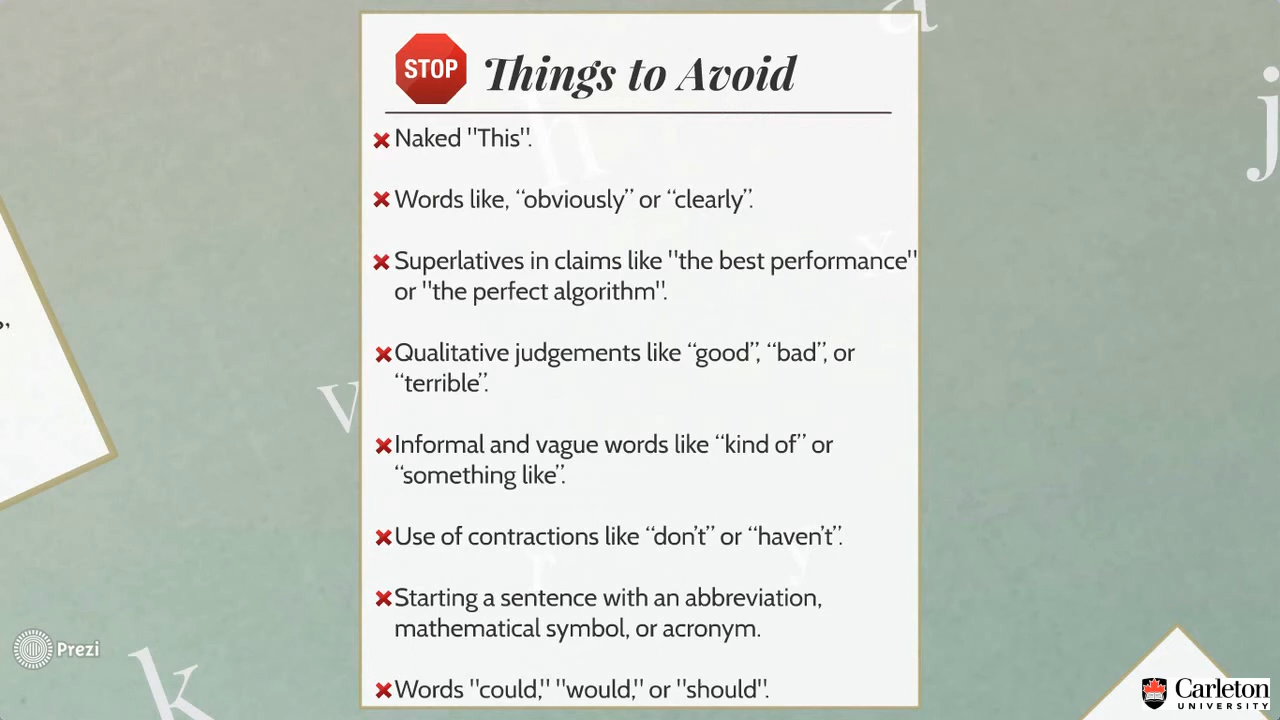 STOP
Things to Avoid
Naked "This".
Words like, “obviously” or “clearly”.
Superlatives in claims like "the best performance"
or "the perfect algorithm".
Qualitative judgements like “good”, “bad”, or
“terrible”.
Informal and vague words like “kind of” or
“something like”.
Use of contractions like “don’t” or “haven’t”.
Starting a sentence with an abbreviation,
mathematical symbol, or acronym.
Words "could," "would," or "should".
a
j
h
v
v
r
y
k
Prezi
Carleton
UNIVERSITY